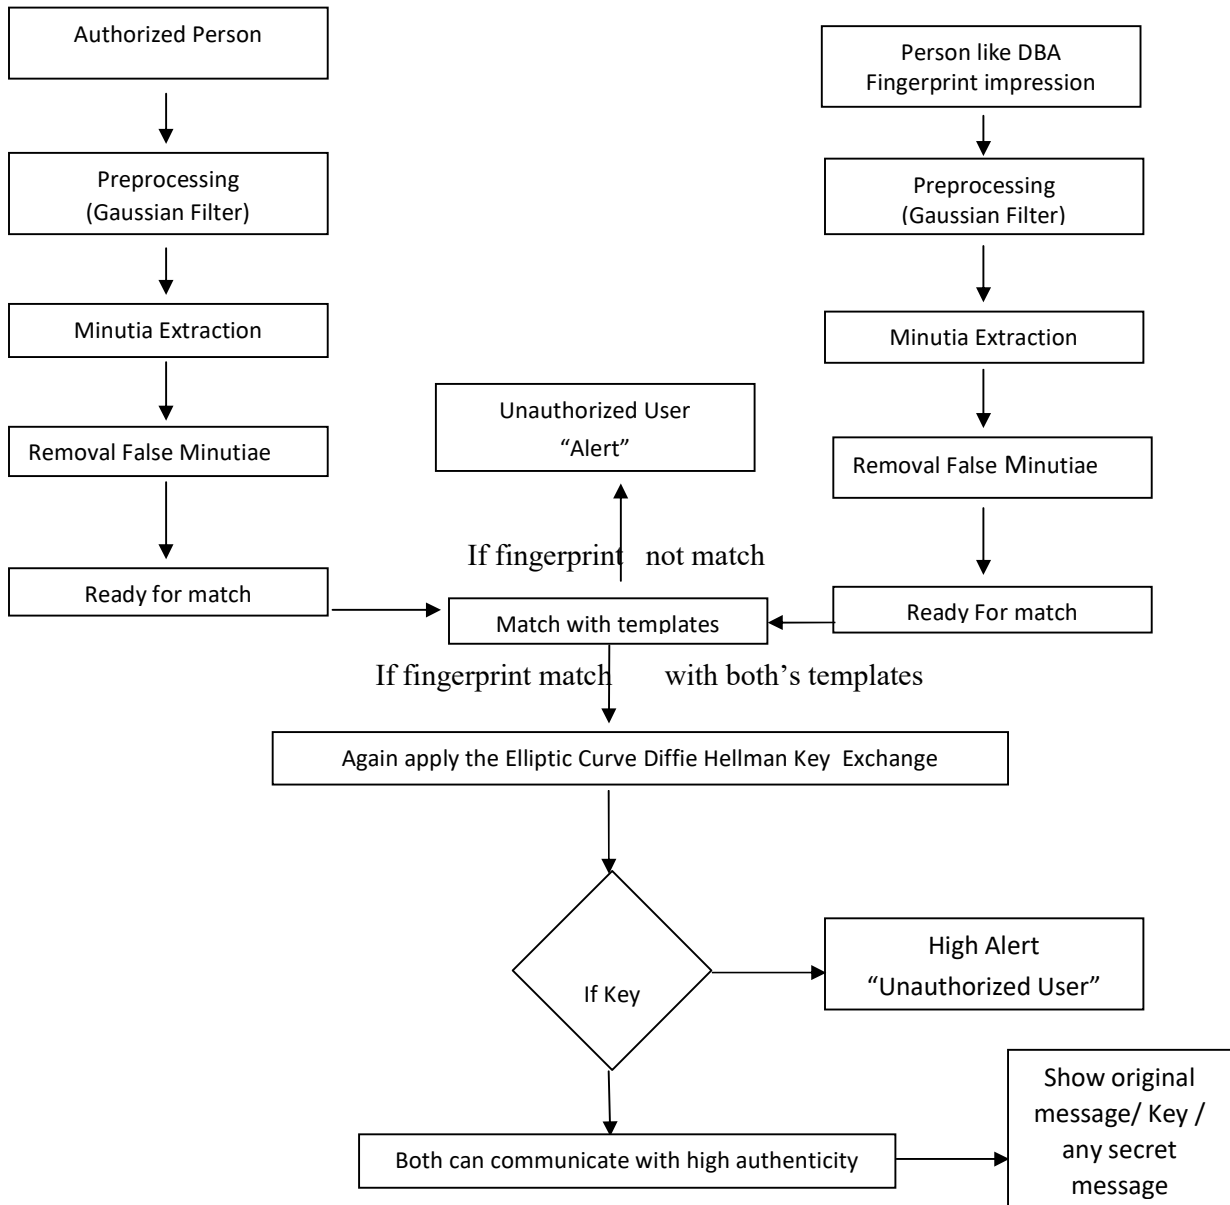 Authorized Person
Preprocessing
(Gaussian Filter)
Minutia Extraction
Removal False Minutiae
Ready for match
Person like DBA
Fingerprint impression
Preprocessing
(Gaussian Filter)
Minutia Extraction
Removal False Minutiae
Ready For match
Unauthorized User
“Alert”
If fingerprint not match
Match with templates
If fingerprint match with both’s templates
Again apply the Elliptic Curve Diffie Hellman Key Exchange
If Key
High Alert
“Unauthorized User”
Both can communicate with high authenticity
Show original
message/ Key /
any secret
message